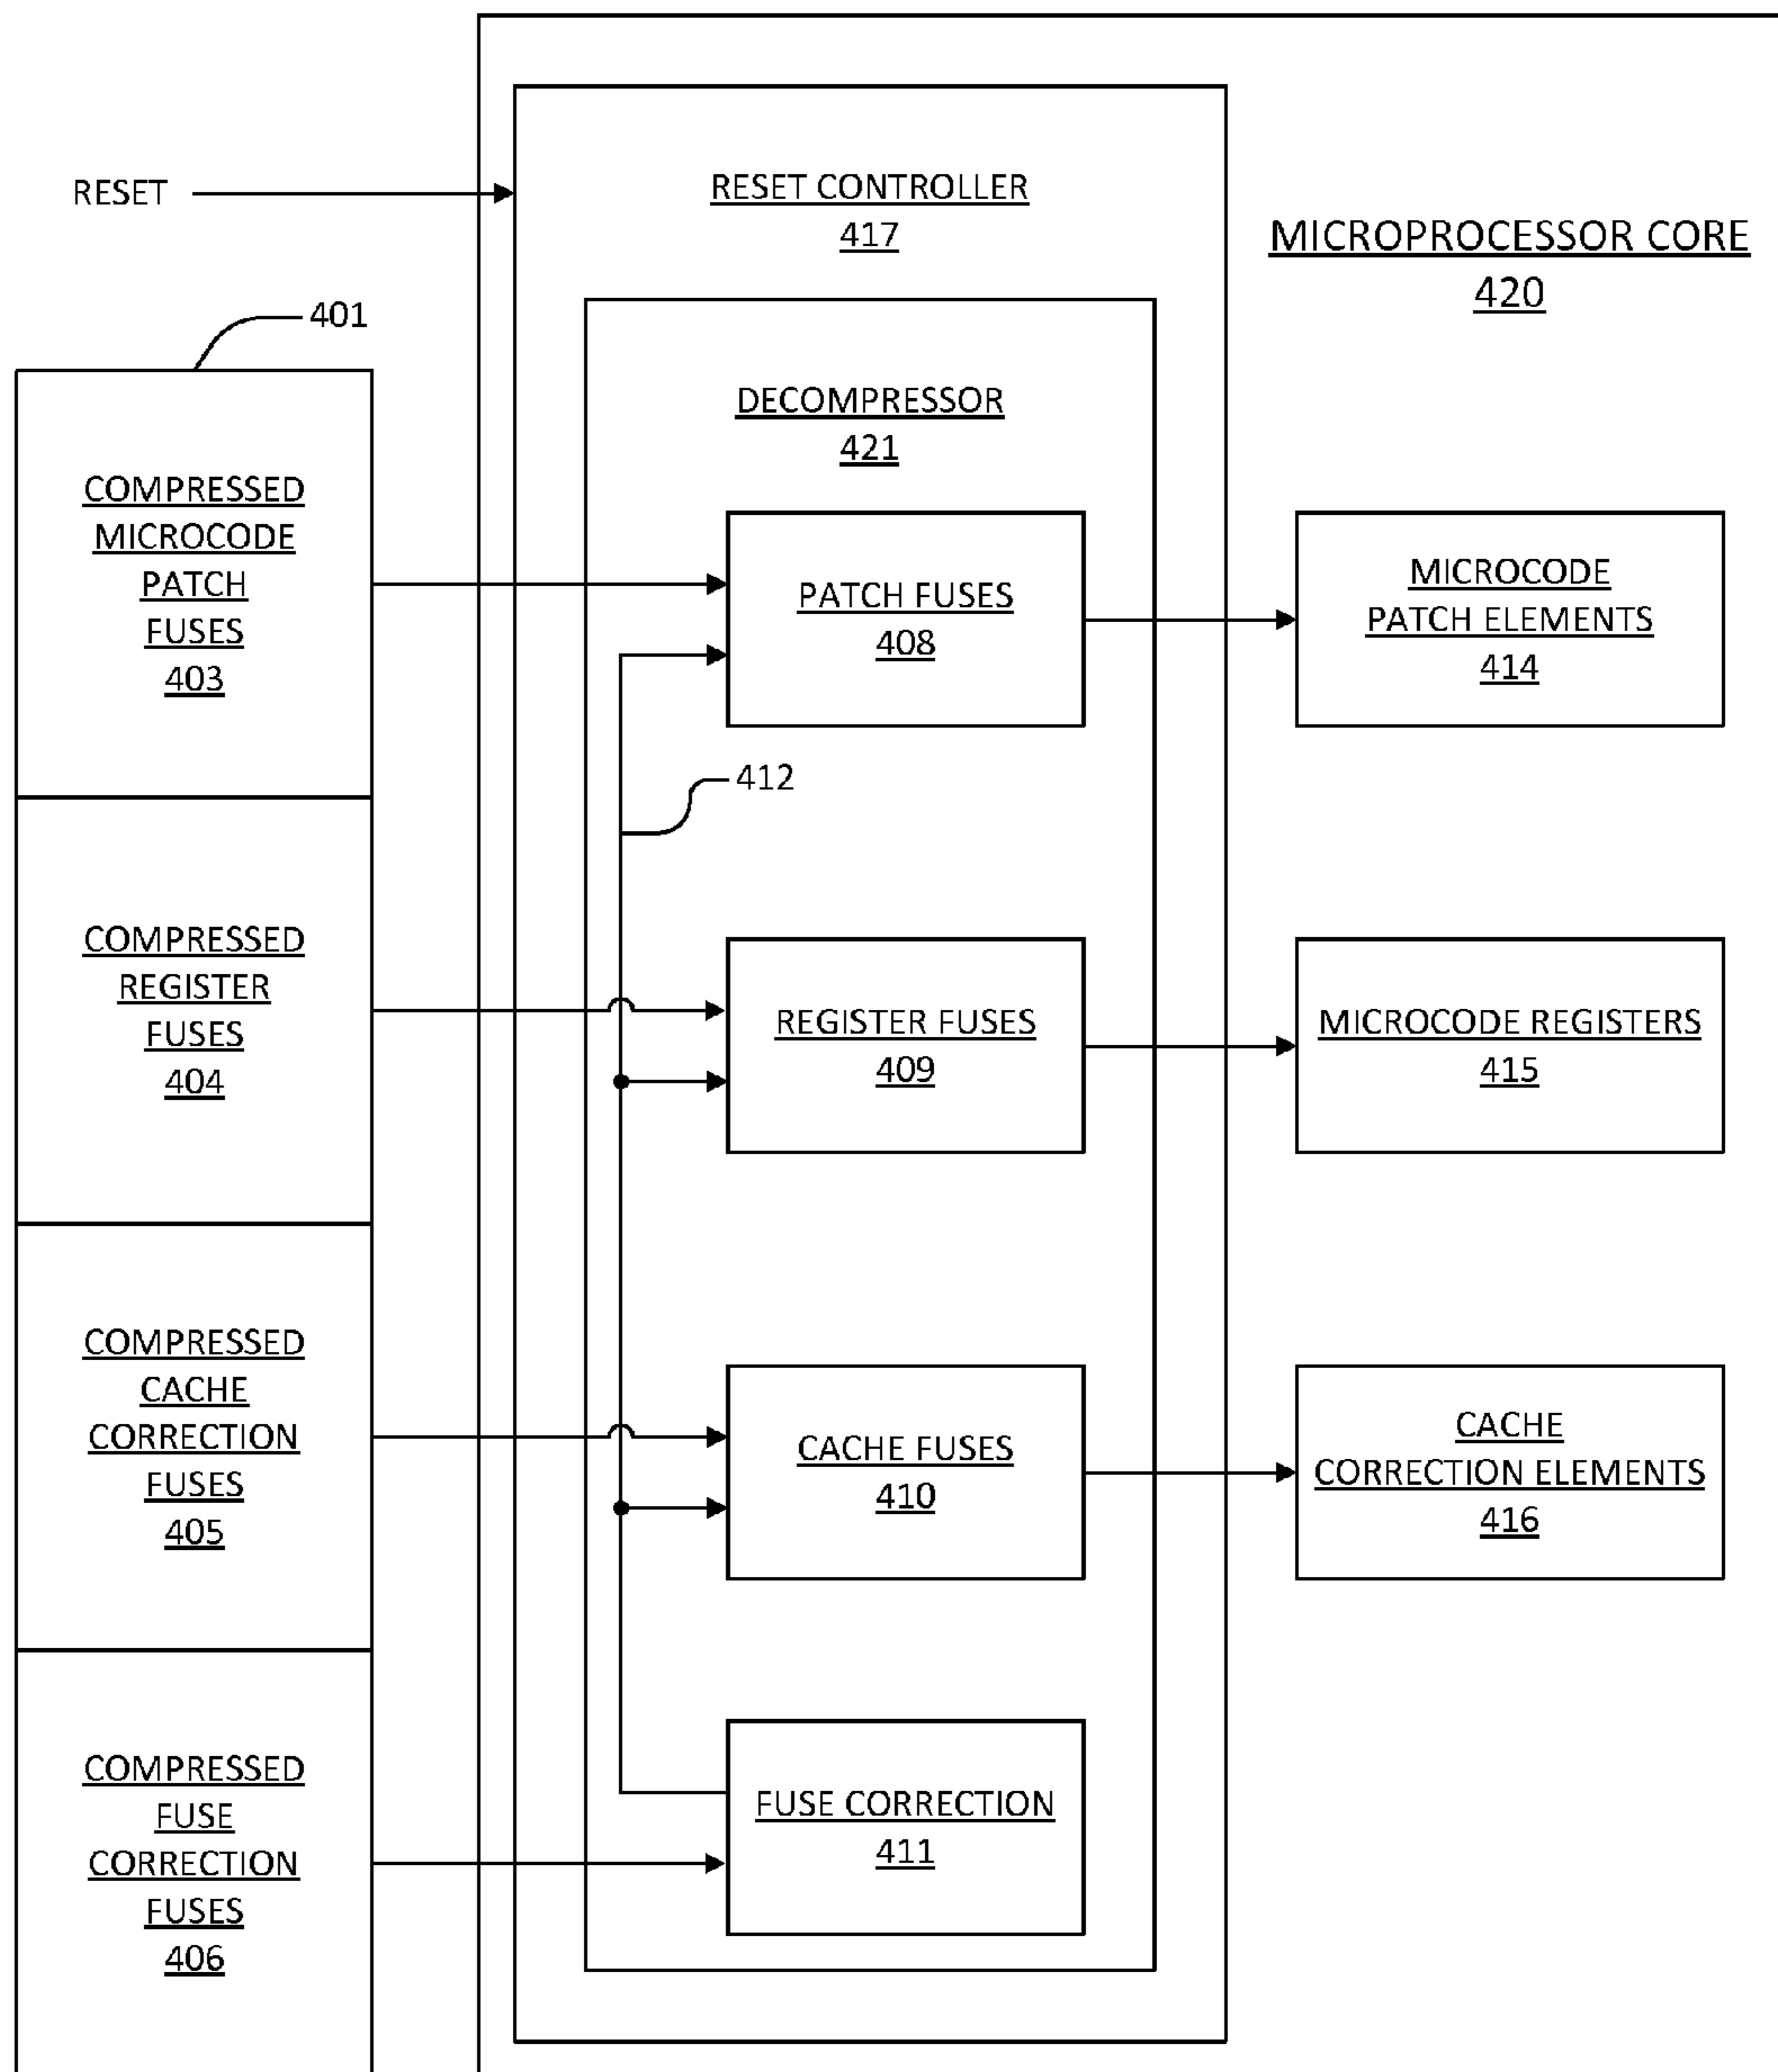 RESET
RESET CONTROLLER
417
MICROPROCESSOR CORE
420
401
DECOMPRESSOR
421
COMPRESSED
MICROCODE
PATCH
FUSES
403
PATCH FUSES
408
MICROCODE
PATCH ELEMENTS
414
412
COMPRESSED
REGISTER
FUSES
404
REGISTER FUSES
409
MICROCODE REGISTERS
415
COMPRESSED
CACHE
CORRECTION
FUSES
405
CACHE FUSES
410
CACHE
CORRECTION ELEMENTS
416
COMPRESSED
FUSE
CORRECTION
FUSES
406
FUSE CORRECTION
411